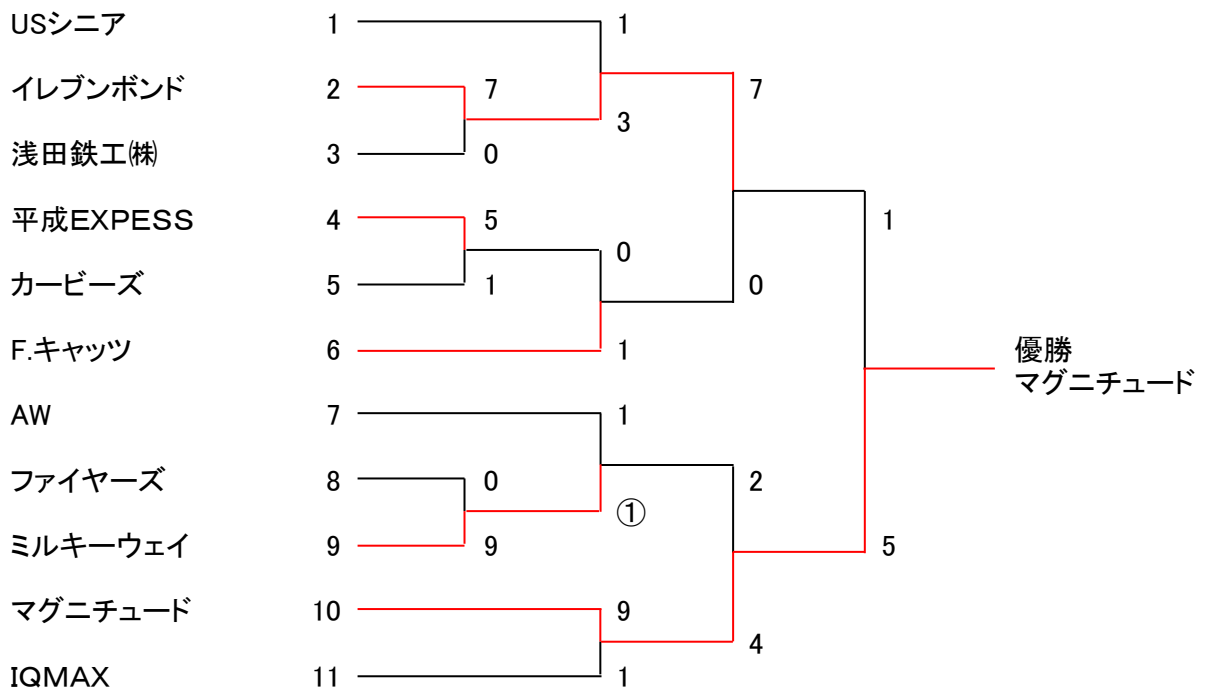 USシニア 1 1
イレブンボンド 2 7 7
3
浅田鉄工㈱ 3 0
平成EXPESS 4 5 1
0
カービーズ 5 1 0
F.キャッツ 6 1 優勝
マグニチュード
AW 7 1
ファイヤーズ 8 0 2
①
ミルキーウェイ 9 9 5
マグニチュード 10 9
4
IQMAX 11 1